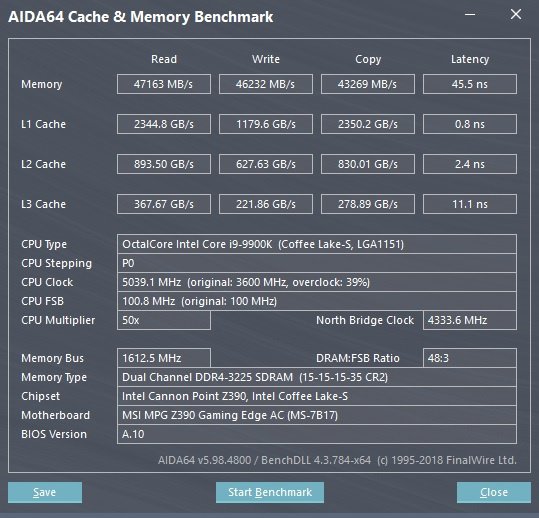 AIDA64 Cache & Memory Benchmark
Read Write Copy Latency
Memory 47163 MB/s 46232 MB/s 43269 MB/s 45.5 ns
L1 Cache 2344.8 GB/s 1179.6 GB/s 2350.2 GB/s 0.8 ns
L2 Cache 893.50 GB/s 627.63 GB/s 830.01 GB/s 2.4 ns
L3 Cache 367.67 GB/s 221.86 GB/s 278.89 GB/s 11.1 ns
CPU Type OctalCore Intel Core i9-9900K (Coffee Lake-S, LGA1151)
CPU Stepping P0
CPU Clock 5039.1 MHz (original: 3600 MHz, overclock: 39%)
CPU FSB 100.8 MHz (original: 100 MHz)
CPU Multiplier 50x North Bridge Clock 4333.6 MHz
Memory Bus 1612.5 MHz DRAM:FSB Ratio 48:3
Memory Type Dual Channel DDR4-3225 SDRAM (15-15-15-35 CR2)
Chipset Intel Cannon Point Z390, Intel Coffee Lake-S
Motherboard MSI MPG Z390 Gaming Edge AC (MS-7B17)
BIOS Version A.10
AIDA64 v5.98.4800 / BenchDLL 4.3.784-x64 (c) 1995-2018 FinalWire Ltd.
Save Start Benchmark Close